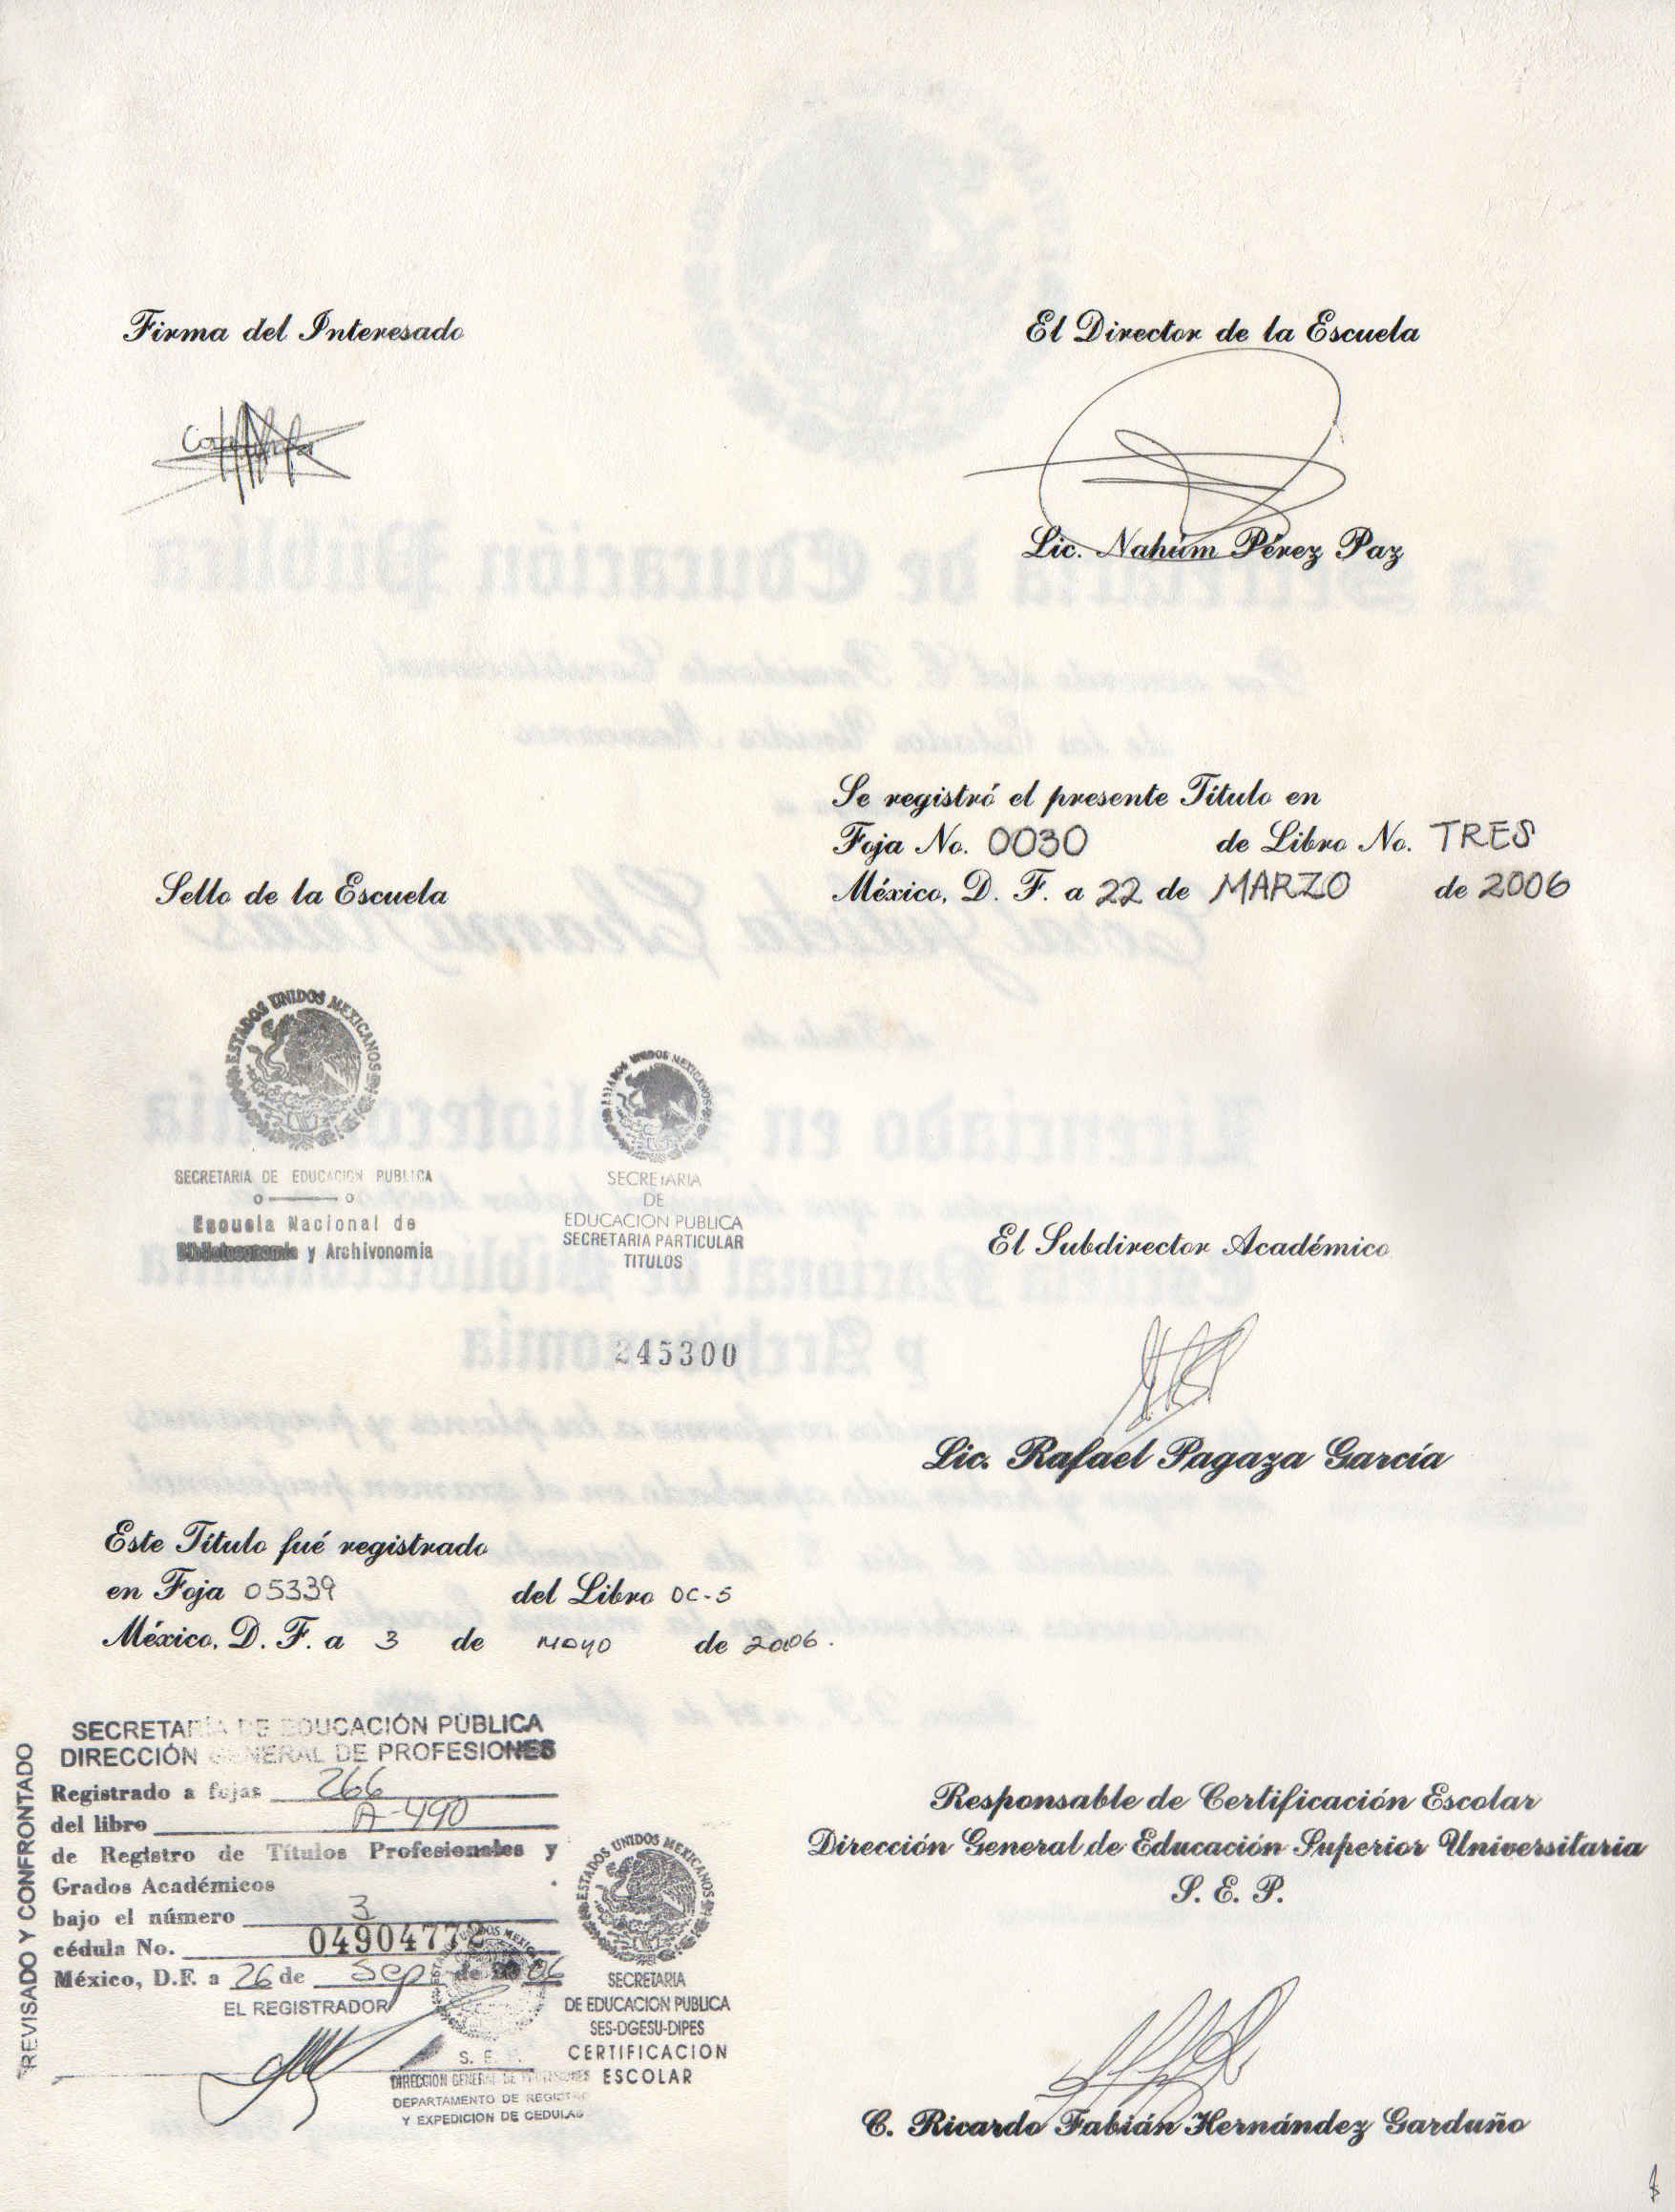 Firma del Interesado
El Director de la Escuela
Lic. Nahúm Pérez Paz
Se registró el presente Título en
Foja No. 0030 de Libro No. TRES
México, D. F. a 22 de MARZO de 2006
Sello de la Escuela
ESTADOS UNIDOS MEXICANOS
SECRETARIA DE EDUCACION PUBLICA
Escuela Nacional de
y Archivonomia
ESTADOS UNIDOS MEXICANOS
SECRETARIA
DE
EDUCACION PUBLICA
SECRETARIA PARTICULAR
TITULOS
245300
El Subdirector Académico
Lic. Rafael Pagaza García
Este Título fué registrado
en Foja 05339 del Libro OC-5
México, D. F. a 3 de mayo de 2006.
REVISADO Y CONFRONTADO
SECRETARÍA DE EDUCACIÓN PÚBLICA
DIRECCIÓN GENERAL DE PROFESIONES
Registrado a fojas 266
del libro A-490
de Registro de Títulos Profesionales y
Grados Académicos
bajo el número 3
cédula No. 04904772
México, D.F. a 26 de Sep de 06
EL REGISTRADOR
S. E.
DIRECCION GENERAL DE PROFESIONES
DEPARTAMENTO DE REGISTRO
Y EXPEDICION DE CEDULAS
ESTADOS UNIDOS MEXICANOS
SECRETARIA
DE EDUCACION PUBLICA
SES-DGESU-DIPES
CERTIFICACION
ESCOLAR
Responsable de Certificación Escolar
Dirección General de Educación Superior Universitaria
S. E. P.
C. Ricardo Fabián Hernández Garduño